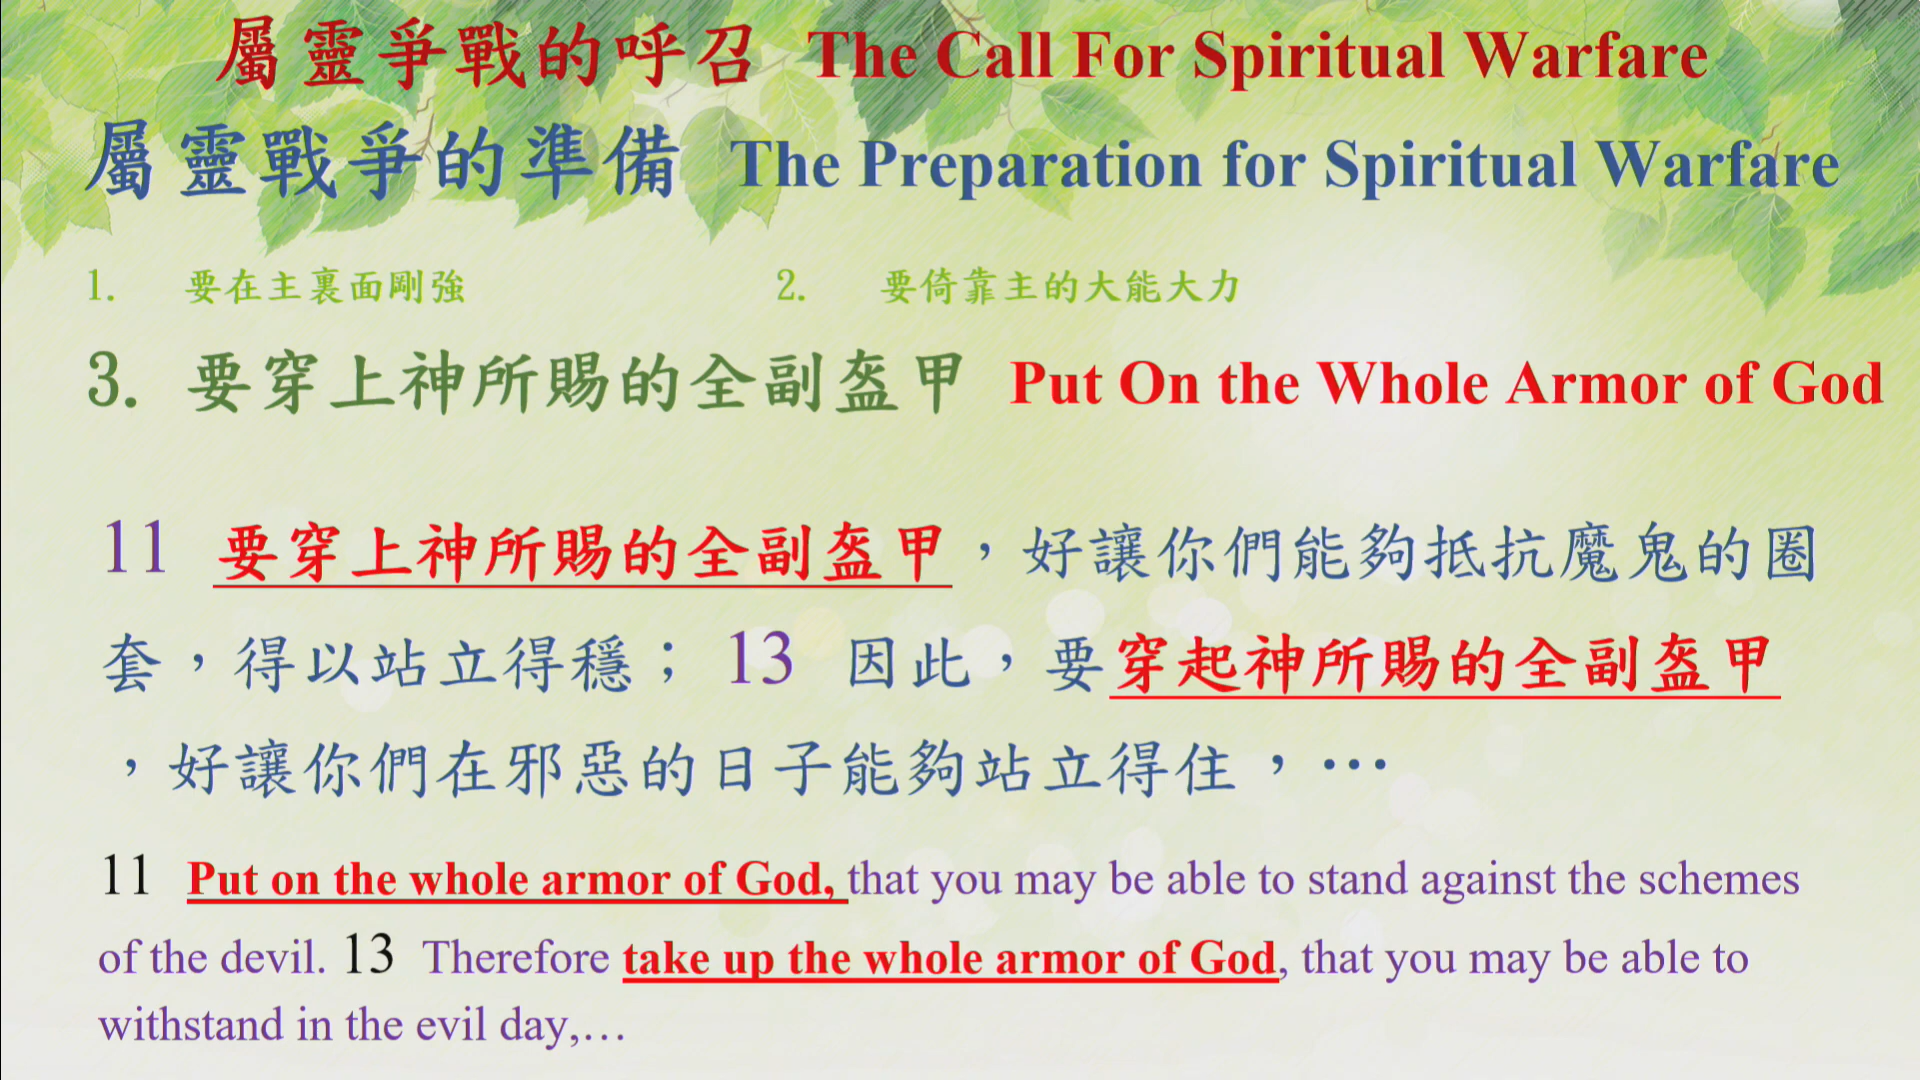 屬靈爭戰的呼召 The Call For Spiritual Warfare
屬靈戰爭的準備 The Preparation for Spiritual Warfare
1. 要在主裏面剛強 2. 要倚靠主的大能大力
3. 要穿上神所賜的全副盔甲 Put On the Whole Armor of God
11 要穿上神所賜的全副盔甲，好讓你們能夠抵抗魔鬼的圈
套，得以站立得穩； 13 因此，要穿起神所賜的全副盔甲
，好讓你們在邪惡的日子能夠站立得住，…
11 Put on the whole armor of God, that you may be able to stand against the schemes
of the devil. 13 Therefore take up the whole armor of God, that you may be able to
withstand in the evil day,…